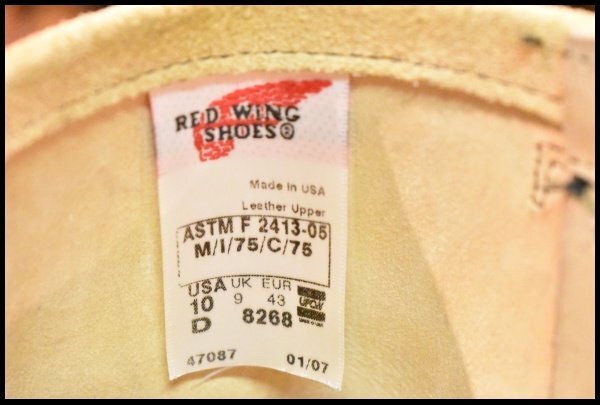 RED WING
SHOES®
Made in USA
Leather Upper
ASTM F 2413-05
M/I/75/C/75
USA UK EUR
10 9 43
D 8268
UFCW
47087 01/07